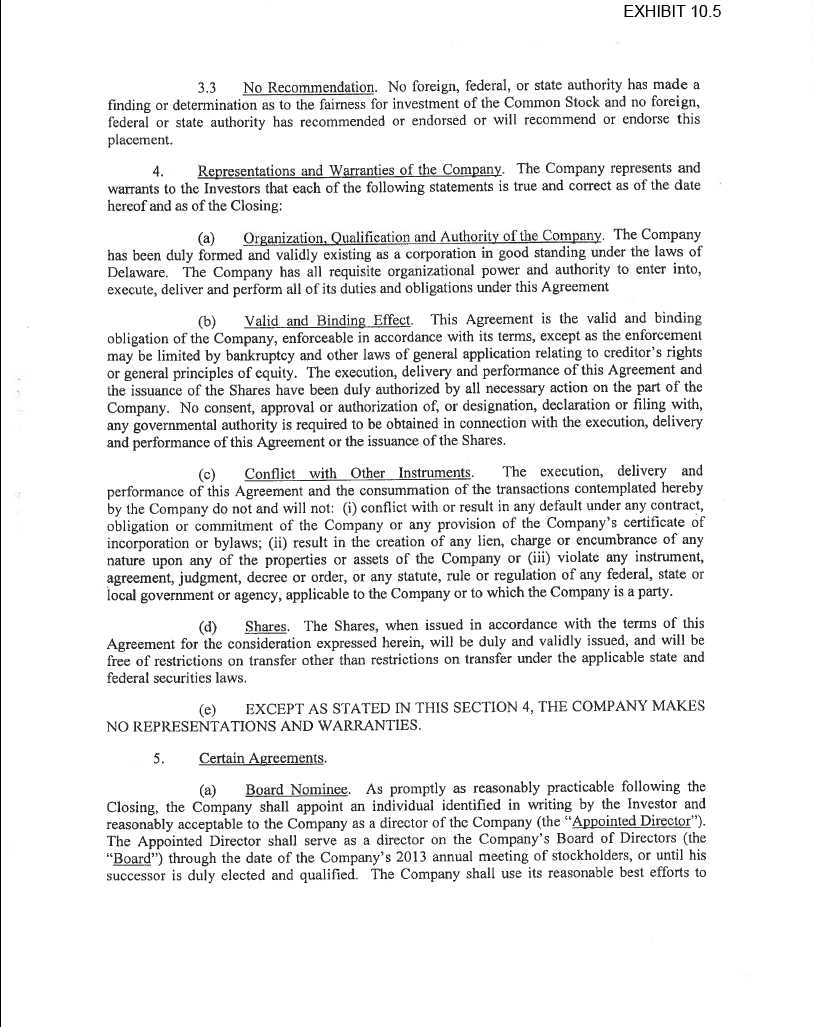 EXHIBIT 10.5
3.3 No Recommendation. No foreign, federal, or state authority has made a
finding or determination as to the fairness for investment of the Common Stock and no foreign,
federal or state authority has recommended or endorsed or will recommend or endorse this
placement.
4. Representations and Warranties of the Company. The Company represents and
warrants to the Investors that each of the following statements is true and correct as of the date
hereof and as of the Closing:
(a) Organization, Qualification and Authority of the Company. The Company
has been duly formed and validly existing as a corporation in good standing under the laws of
Delaware. The Company has all requisite organizational power and authority to enter into,
execute, deliver and perform all of its duties and obligations under this Agreement
(b) Valid and Binding Effect. This Agreement is the valid and binding
obligation of the Company, enforceable in accordance with its terms, except as the enforcement
may be limited by bankruptcy and other laws of general application relating to creditor's rights
or general principles of equity. The execution, delivery and performance of this Agreement and
the issuance of the Shares have been duly authorized by all necessary action on the part of the
Company. No consent, approval or authorization of, or designation, declaration or filing with,
any governmental authority is required to be obtained in connection with the execution, delivery
and performance of this Agreement or the issuance of the Shares.
(c) Conflict with Other Instruments. The execution, delivery and
performance of this Agreement and the consummation of the transactions contemplated hereby
by the Company do not and will not: (i) conflict with or result in any default under any contract,
obligation or commitment of the Company or any provision of the Company's certificate of
incorporation or bylaws; (ii) result in the creation of any lien, charge or encumbrance of any
nature upon any of the properties or assets of the Company or (iii) violate any instrument,
agreement, judgment, decree or order, or any statute, rule or regulation of any federal, state or
local government or agency, applicable to the Company or to which the Company is a party.
(d) Shares. The Shares, when issued in accordance with the terms of this
Agreement for the consideration expressed herein, will be duly and validly issued, and will be
free of restrictions on transfer other than restrictions on transfer under the applicable state and
federal securities laws.
(e) EXCEPT AS STATED IN THIS SECTION 4, THE COMPANY MAKES
NO REPRESENTATIONS AND WARRANTIES.
5. Certain Agreements.
(a) Board Nominee. As promptly as reasonably practicable following the
Closing, the Company shall appoint an individual identified in writing by the Investor and
reasonably acceptable to the Company as a director of the Company (the "Appointed Director").
The Appointed Director shall serve as a director on the Company's Board of Directors (the
"Board") through the date of the Company's 2013 annual meeting of stockholders, or until his
successor is duly elected and qualified. The Company shall use its reasonable best efforts to